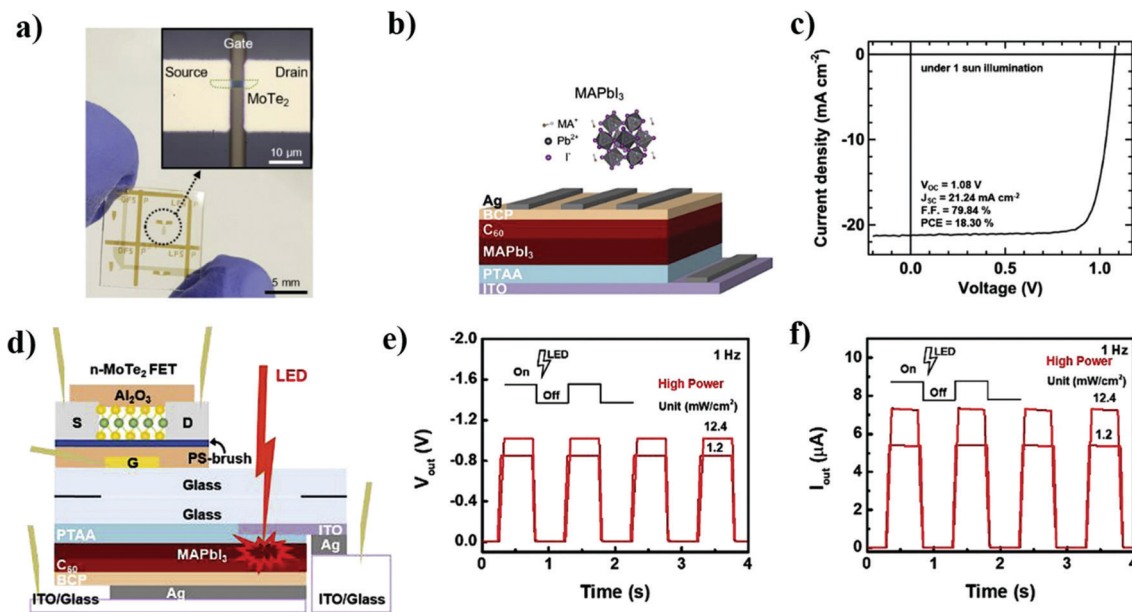 a)
Gate
Source
Drain
MoTe₂
10 μm
5 mm
b)
MAPbI₃
MA⁺
Pb²⁺
I⁻
Ag
BCP
C₆₀
MAPbI₃
PTAA
ITO
c)
Current density (mA cm⁻²)
0
-10
-20
under 1 sun illumination
V_OC = 1.08 V
J_SC = 21.24 mA cm⁻²
F.F. = 79.84 %
PCE = 18.30 %
0.0
0.5
1.0
Voltage (V)
d)
n-MoTe₂ FET
LED
Al₂O₃
S
D
PS-brush
G
Glass
Glass
PTAA
ITO
MAPbI₃
Ag
C₆₀
BCP
Ag
ITO/Glass
ITO/Glass
e)
V_out (V)
-2.0
-1.6
-1.2
-0.8
-0.4
0.0
LED
On
Off
1 Hz
High Power
Unit (mW/cm²)
12.4
1.2
0
1
2
3
4
Time (s)
f)
I_out (μA)
10
8
6
4
2
0
LED
On
Off
1 Hz
High Power
Unit (mW/cm²)
12.4
1.2
0
1
2
3
4
Time (s)